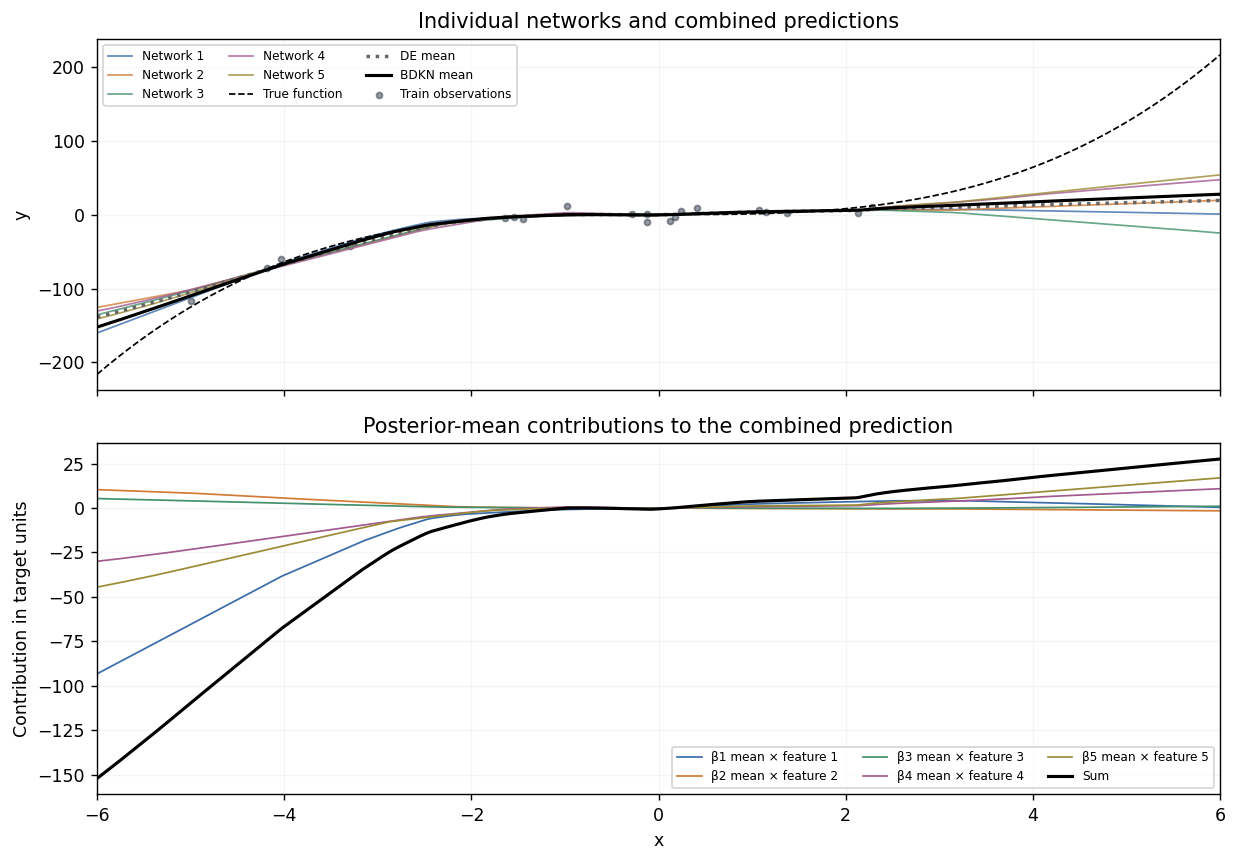 Individual networks and combined predictions
Network 1
Network 2
Network 3
Network 4
Network 5
True function
DE mean
BDKN mean
Train observations
y
200
100
0
−100
−200
Posterior-mean contributions to the combined prediction
Contribution in target units
25
0
−25
−50
−75
−100
−125
−150
β1 mean × feature 1
β2 mean × feature 2
β3 mean × feature 3
β4 mean × feature 4
β5 mean × feature 5
Sum
−6 −4 −2 0 2 4 6
x